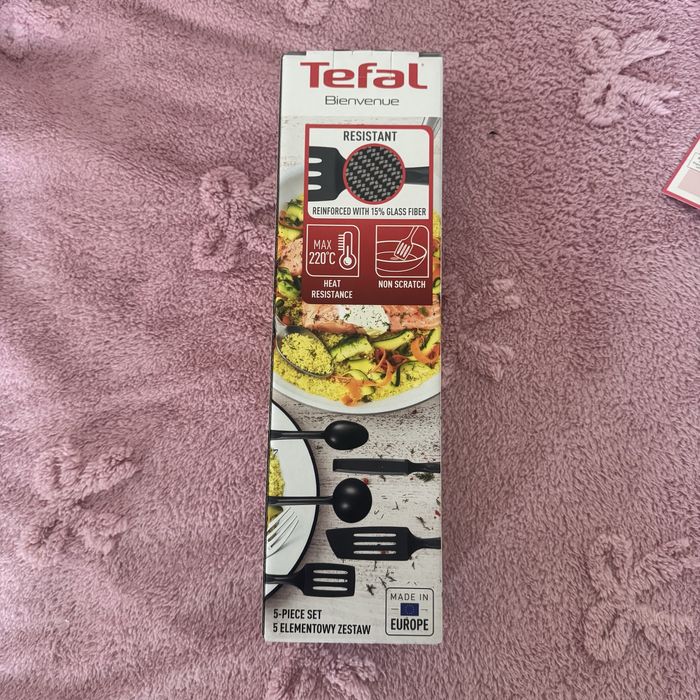 Tefal
Bienvenue
RESISTANT
REINFORCED WITH 15% GLASS FIBER
MAX
220°C
HEAT
RESISTANCE
NON SCRATCH
5-PIECE SET
5 ELEMENTOWY ZESTAW
MADE IN
EUROPE